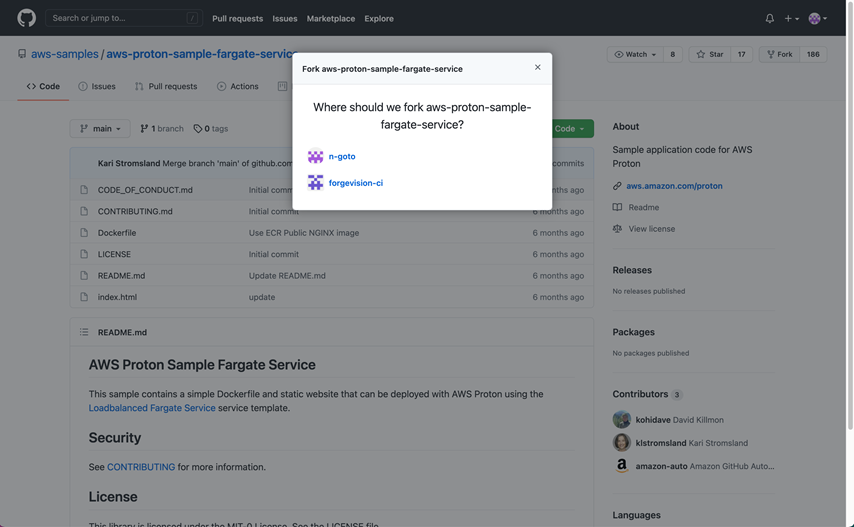 Search or jump to... /
Pull requests Issues Marketplace Explore
aws-samples / aws-proton-sample-fargate-service
Watch 8 Star 17 Fork 186
Code Issues Pull requests Actions
Fork aws-proton-sample-fargate-service
Where should we fork aws-proton-sample-
fargate-service?
n-goto
forgevision-ci
main 1 branch 0 tags Code
Kari Stromsland Merge branch 'main' of github.com commits
CODE_OF_CONDUCT.md Initial commit 6 months ago
CONTRIBUTING.md Initial commit 6 months ago
Dockerfile Use ECR Public NGINX image 6 months ago
LICENSE Initial commit 6 months ago
README.md Update README.md 6 months ago
index.html update 6 months ago
README.md
AWS Proton Sample Fargate Service
This sample contains a simple Dockerfile and static website that can be deployed with AWS Proton using the
Loadbalanced Fargate Service service template.
Security
See CONTRIBUTING for more information.
License
This library is licensed under the MIT-0 License. See the LICENSE file.
About
Sample application code for AWS
Proton
aws.amazon.com/proton
Readme
View license
Releases
No releases published
Packages
No packages published
Contributors 3
kohidave David Killmon
klstromsland Kari Stromsland
amazon-auto Amazon GitHub Auto...
Languages